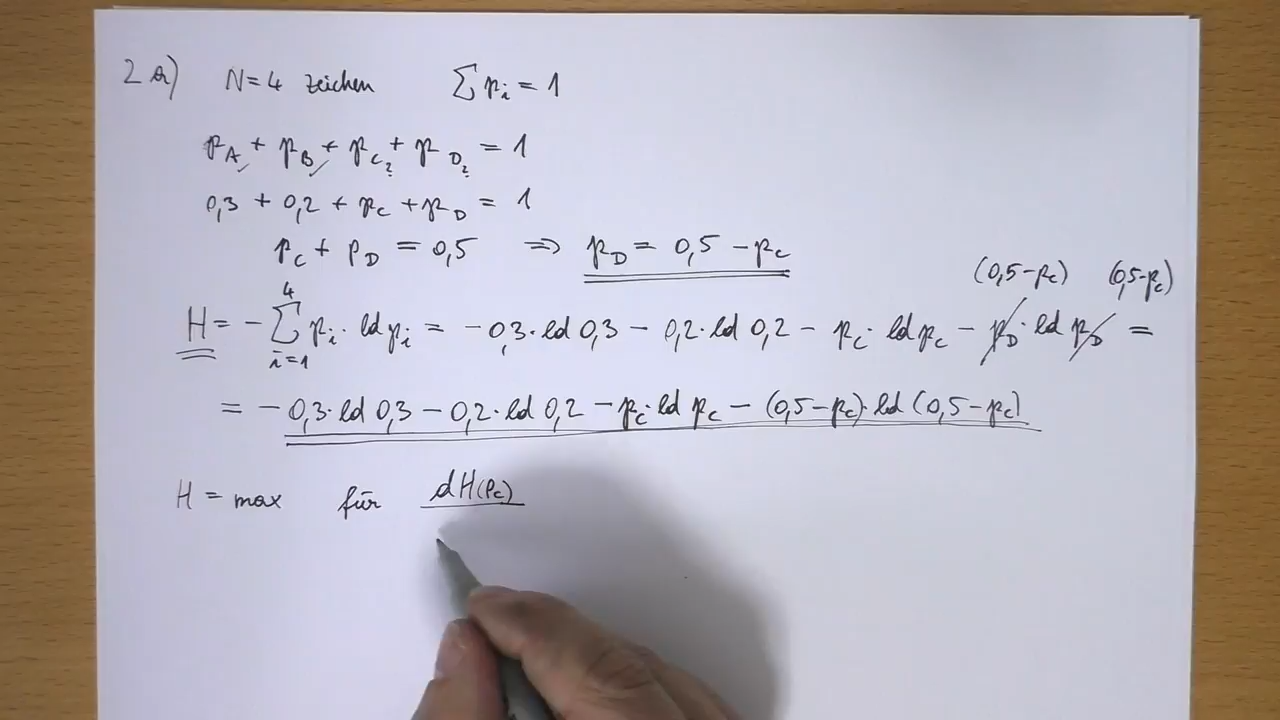 2a) N=4 Zeichen ∑ pᵢ = 1
p_A + p_B + p_C? + p_D? = 1
0,3 + 0,2 + p_C + p_D = 1
p_C + p_D = 0,5 ⇒ p_D = 0,5 - p_C
(0,5-p_C) (0,5-p_C)
H = - ∑_{i=1}^{4} pᵢ · ld pᵢ = - 0,3 · ld 0,3 - 0,2 · ld 0,2 - p_C · ld p_C - p_D · ld p_D =
= - 0,3 · ld 0,3 - 0,2 · ld 0,2 - p_C · ld p_C - (0,5-p_C) · ld (0,5-p_C)
H = max für dH(p_C)